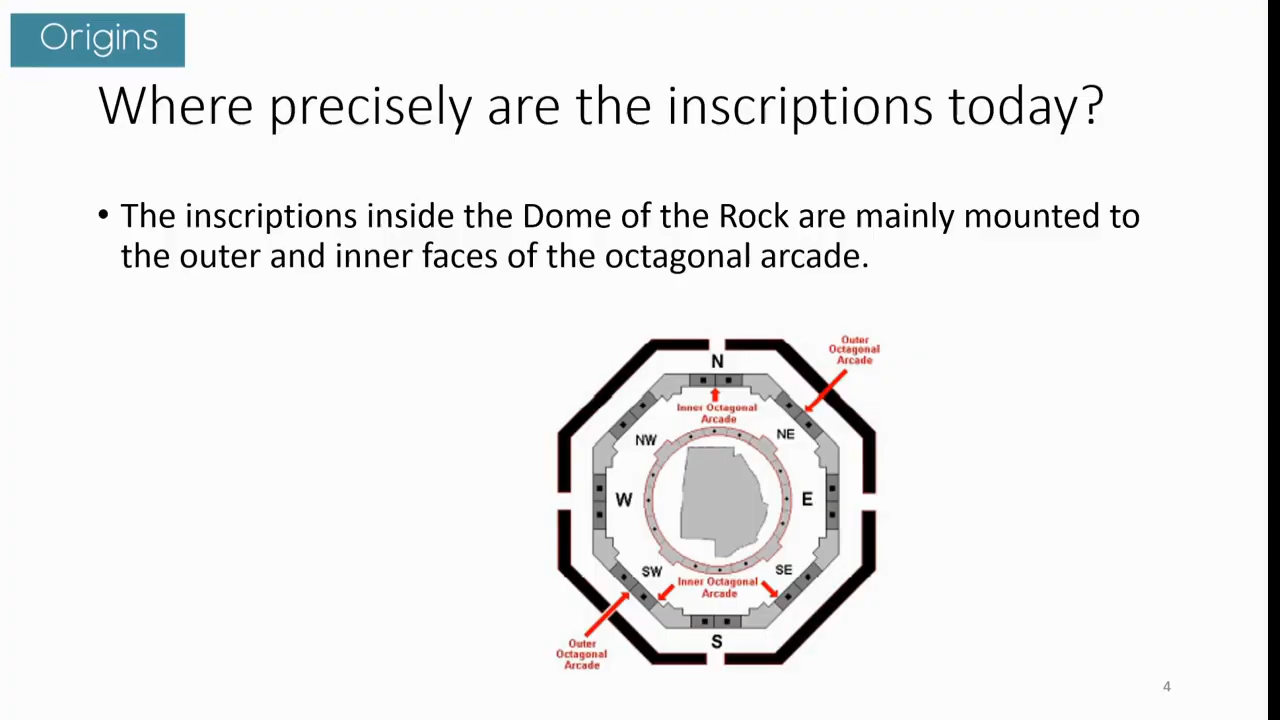 Origins
Where precisely are the inscriptions today?
• The inscriptions inside the Dome of the Rock are mainly mounted to
the outer and inner faces of the octagonal arcade.
Outer
Octagonal
Arcade
N
Inner Octagonal
Arcade
NW
NE
W
E
SW
SE
Inner Octagonal
Arcade
S
Outer
Octagonal
Arcade
4